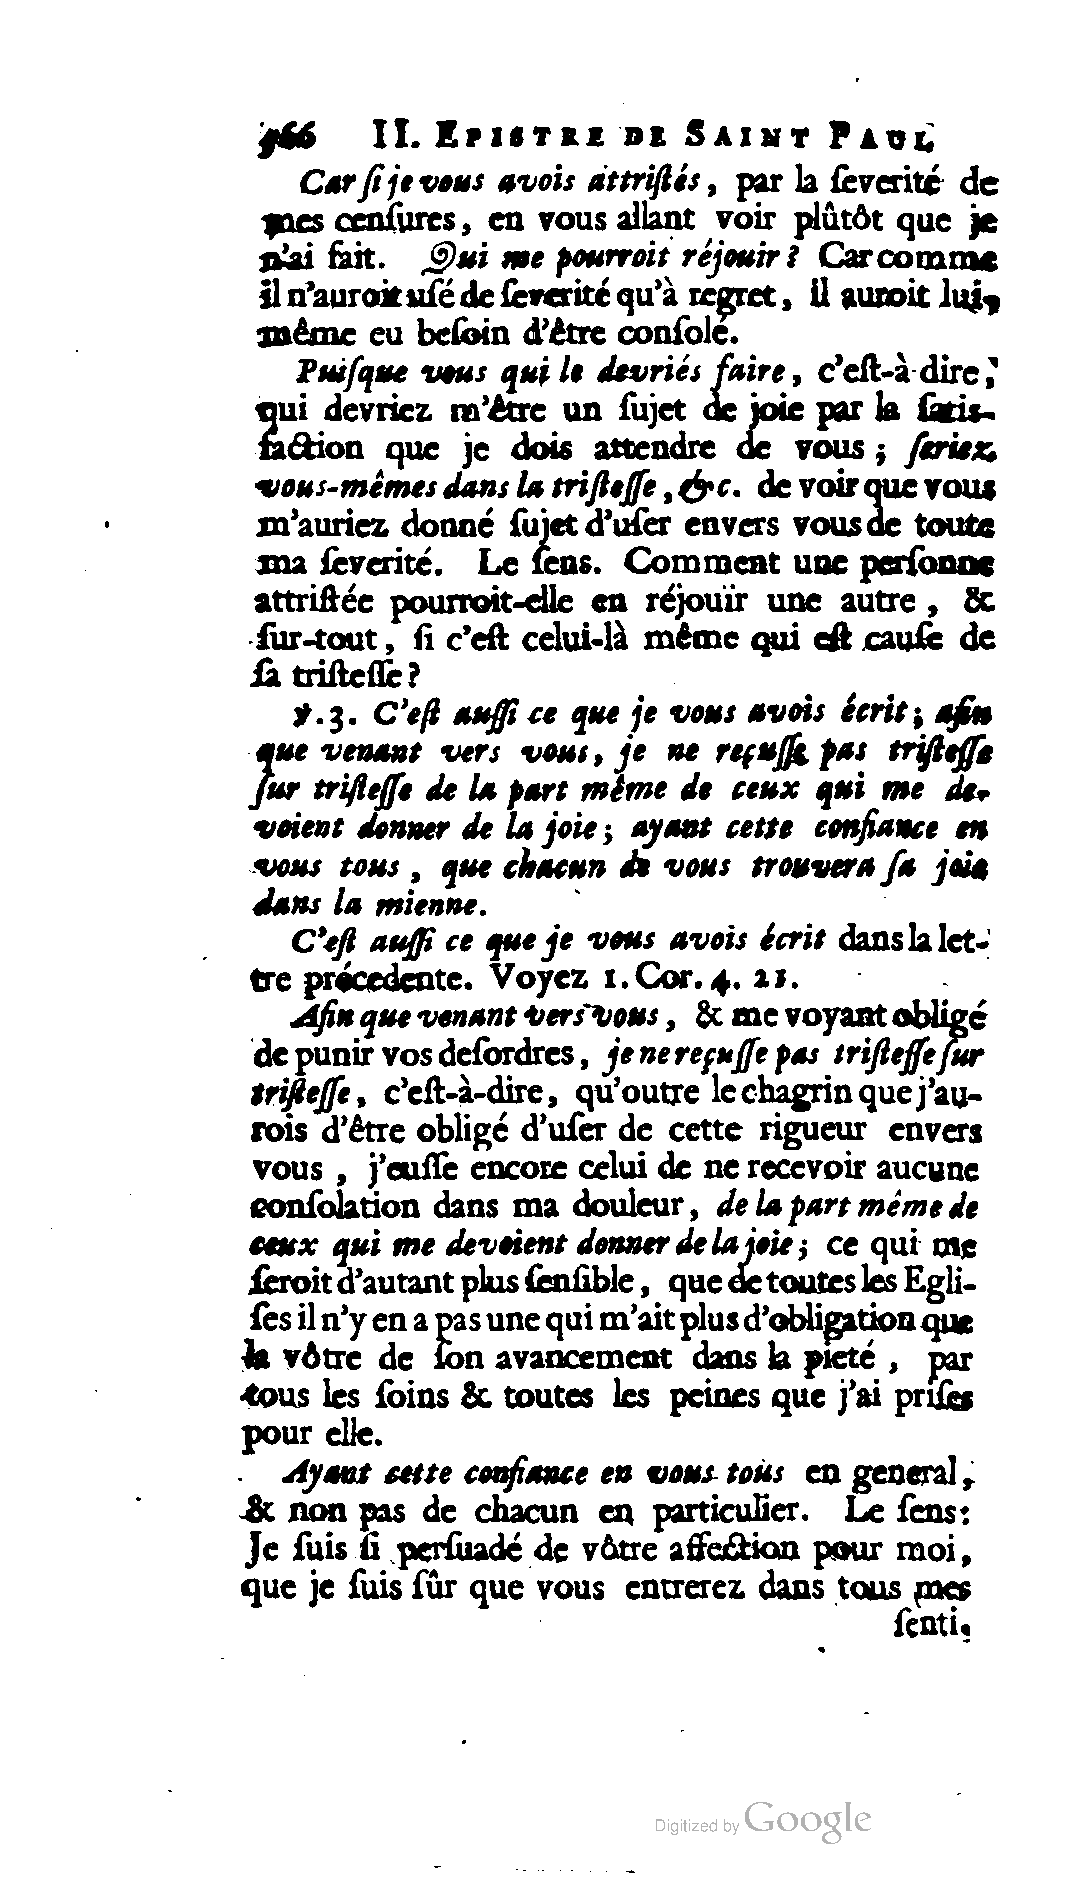 966 II. EPISTRE DE SAINT PAUL
Car ſi je vous avois attriſtés, par la ſeverité de
mes cenſures, en vous allant voir plûtôt que je
n'ai fait. Qui me pourroit réjouir? Car comme
il n'auroit uſé de ſeverité qu'à regret, il auroit lui-
même eu beſoin d'être conſolé.
Puiſque vous qui le devriés faire, c'eſt-à-dire,
qui devriez m'être un ſujet de joie par la ſatis-
faction que je dois attendre de vous; ſeriez
vous-mêmes dans la triſteſſe, &c. de voir que vous
m'auriez donné ſujet d'uſer envers vous de toute
ma ſeverité. Le ſens. Comment une perſonne
attriſtée pourroit-elle en réjouïr une autre, &
ſur-tout, ſi c'eſt celui-là même qui eſt cauſe de
ſa triſteſſe?
℣.3. C'eſt auſſi ce que je vous avois écrit; afin
que venant vers vous, je ne reçuſſe pas triſteſſe
ſur triſteſſe de la part même de ceux qui me de-
voient donner de la joie; ayant cette confiance en
vous tous, que chacun de vous trouvera ſa joie
dans la mienne.
C'eſt auſſi ce que je vous avois écrit dans la let-
tre précedente. Voyez 1. Cor. 4. 21.
Afin que venant vers vous, & me voyant obligé
de punir vos deſordres, je ne reçuſſe pas triſteſſe ſur
triſteſſe, c'eſt-à-dire, qu'outre le chagrin que j'au-
rois d'être obligé d'uſer de cette rigueur envers
vous, j'euſſe encore celui de ne recevoir aucune
conſolation dans ma douleur, de la part même de
ceux qui me devoient donner de la joie; ce qui me
ſeroit d'autant plus ſenſible, que de toutes les Egli-
ſes il n'y en a pas une qui m'ait plus d'obligation que
la vôtre de ſon avancement dans la pieté, par
tous les ſoins & toutes les peines que j'ai priſes
pour elle.
Ayant cette confiance en vous tous en general,
& non pas de chacun en particulier. Le ſens:
Je ſuis ſi perſuadé de vôtre affection pour moi,
que je ſuis ſûr que vous entrerez dans tous mes
ſenti-
Digitized by Google